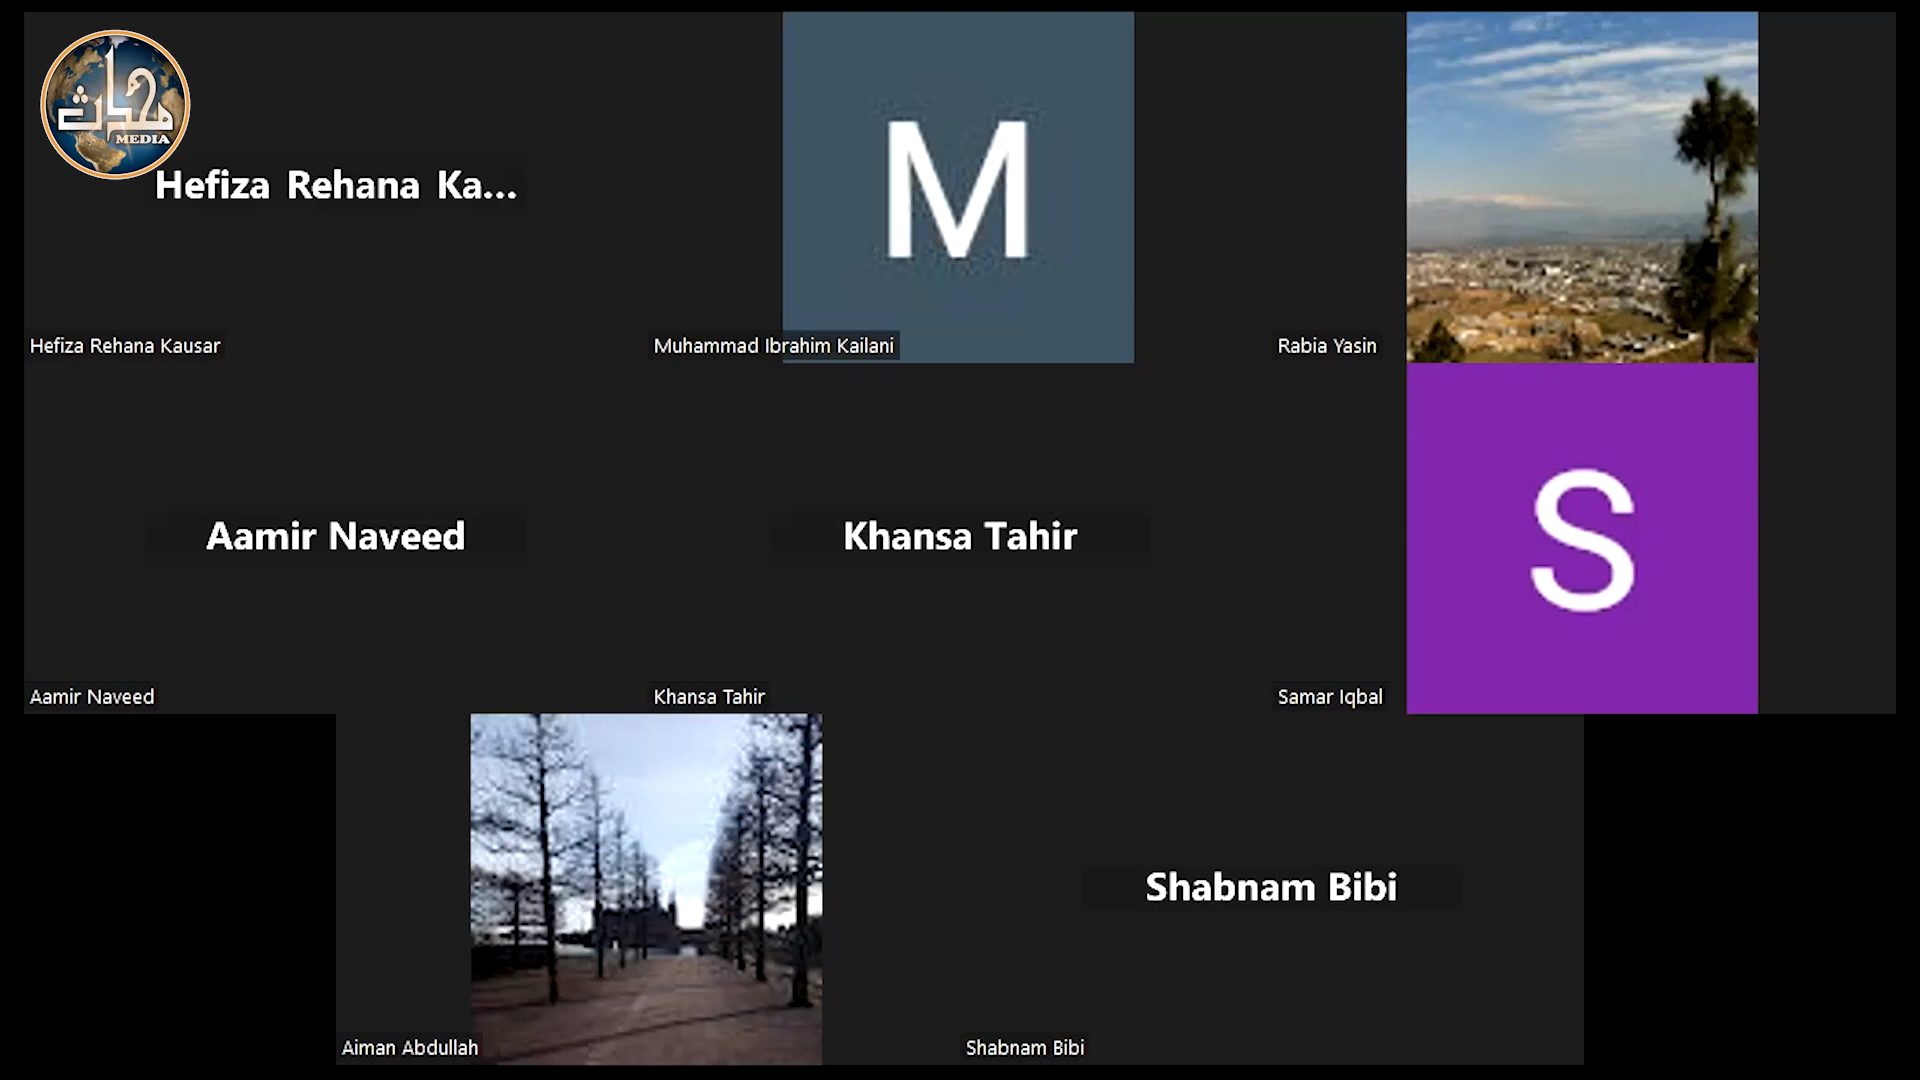 MEDIA
Hefiza Rehana Ka...
M
Hefiza Rehana Kausar
Muhammad Ibrahim Kailani
Rabia Yasin
Aamir Naveed
Khansa Tahir
S
Aamir Naveed
Khansa Tahir
Samar Iqbal
Shabnam Bibi
Aiman Abdullah
Shabnam Bibi